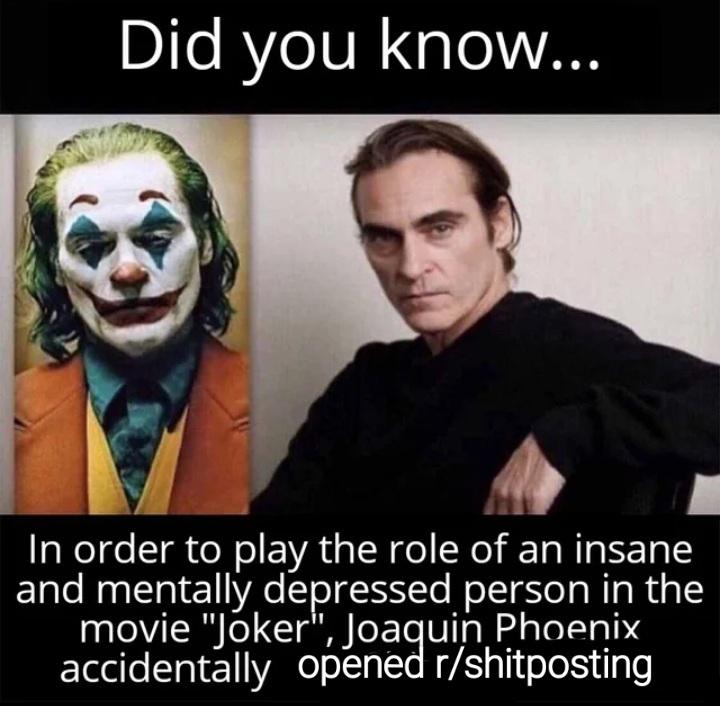 Did you know...
In order to play the role of an insane
and mentally depressed person in the
movie "Joker", Joaquin Phoenix
accidentally opened r/shitposting